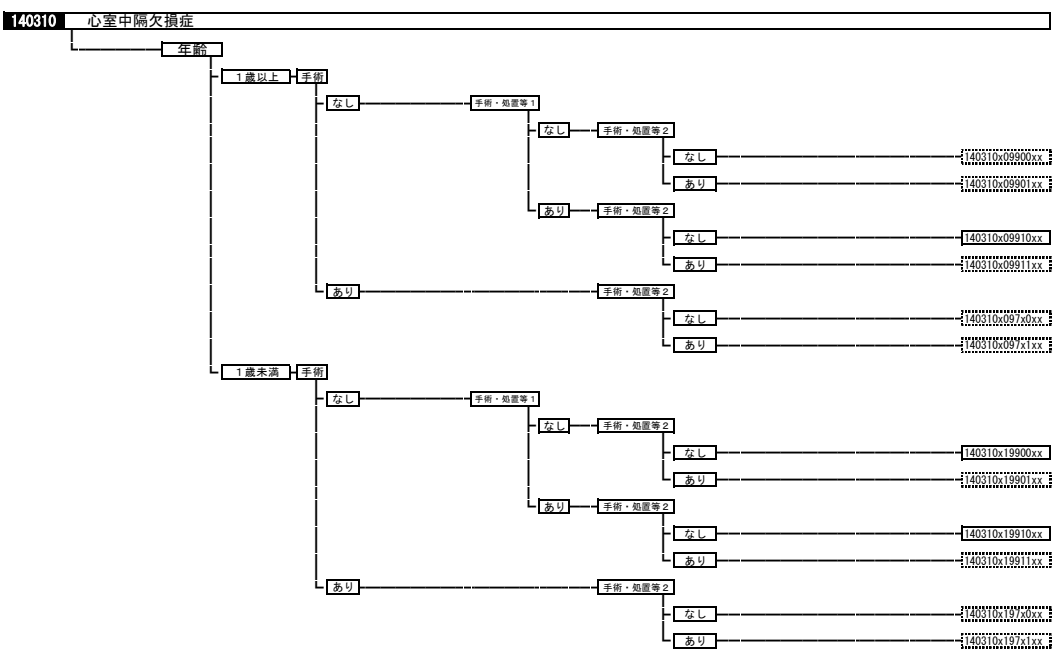 140310 心室中隔欠損症
年齢
1歳以上 手術
なし 手術・処置等1
なし 手術・処置等2
なし 140310x09900xx
あり 140310x09901xx
あり 手術・処置等2
なし 140310x09910xx
あり 140310x09911xx
あり 手術・処置等2
なし 140310x097x0xx
あり 140310x097x1xx
1歳未満 手術
なし 手術・処置等1
なし 手術・処置等2
なし 140310x19900xx
あり 140310x19901xx
あり 手術・処置等2
なし 140310x19910xx
あり 140310x19911xx
あり 手術・処置等2
なし 140310x197x0xx
あり 140310x197x1xx